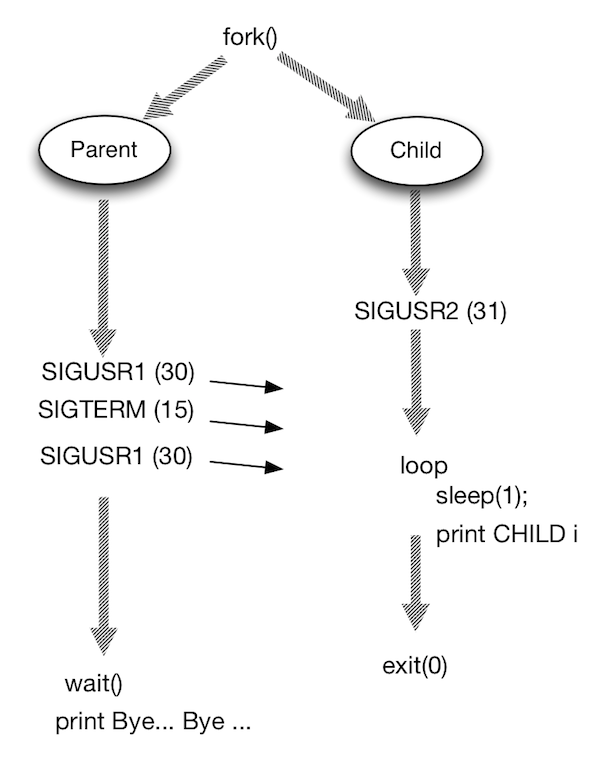 fork()
Parent
Child
SIGUSR2 (31)
SIGUSR1 (30)
SIGTERM (15)
SIGUSR1 (30)
loop
sleep(1);
print CHILD i
exit(0)
wait()
print Bye... Bye ...